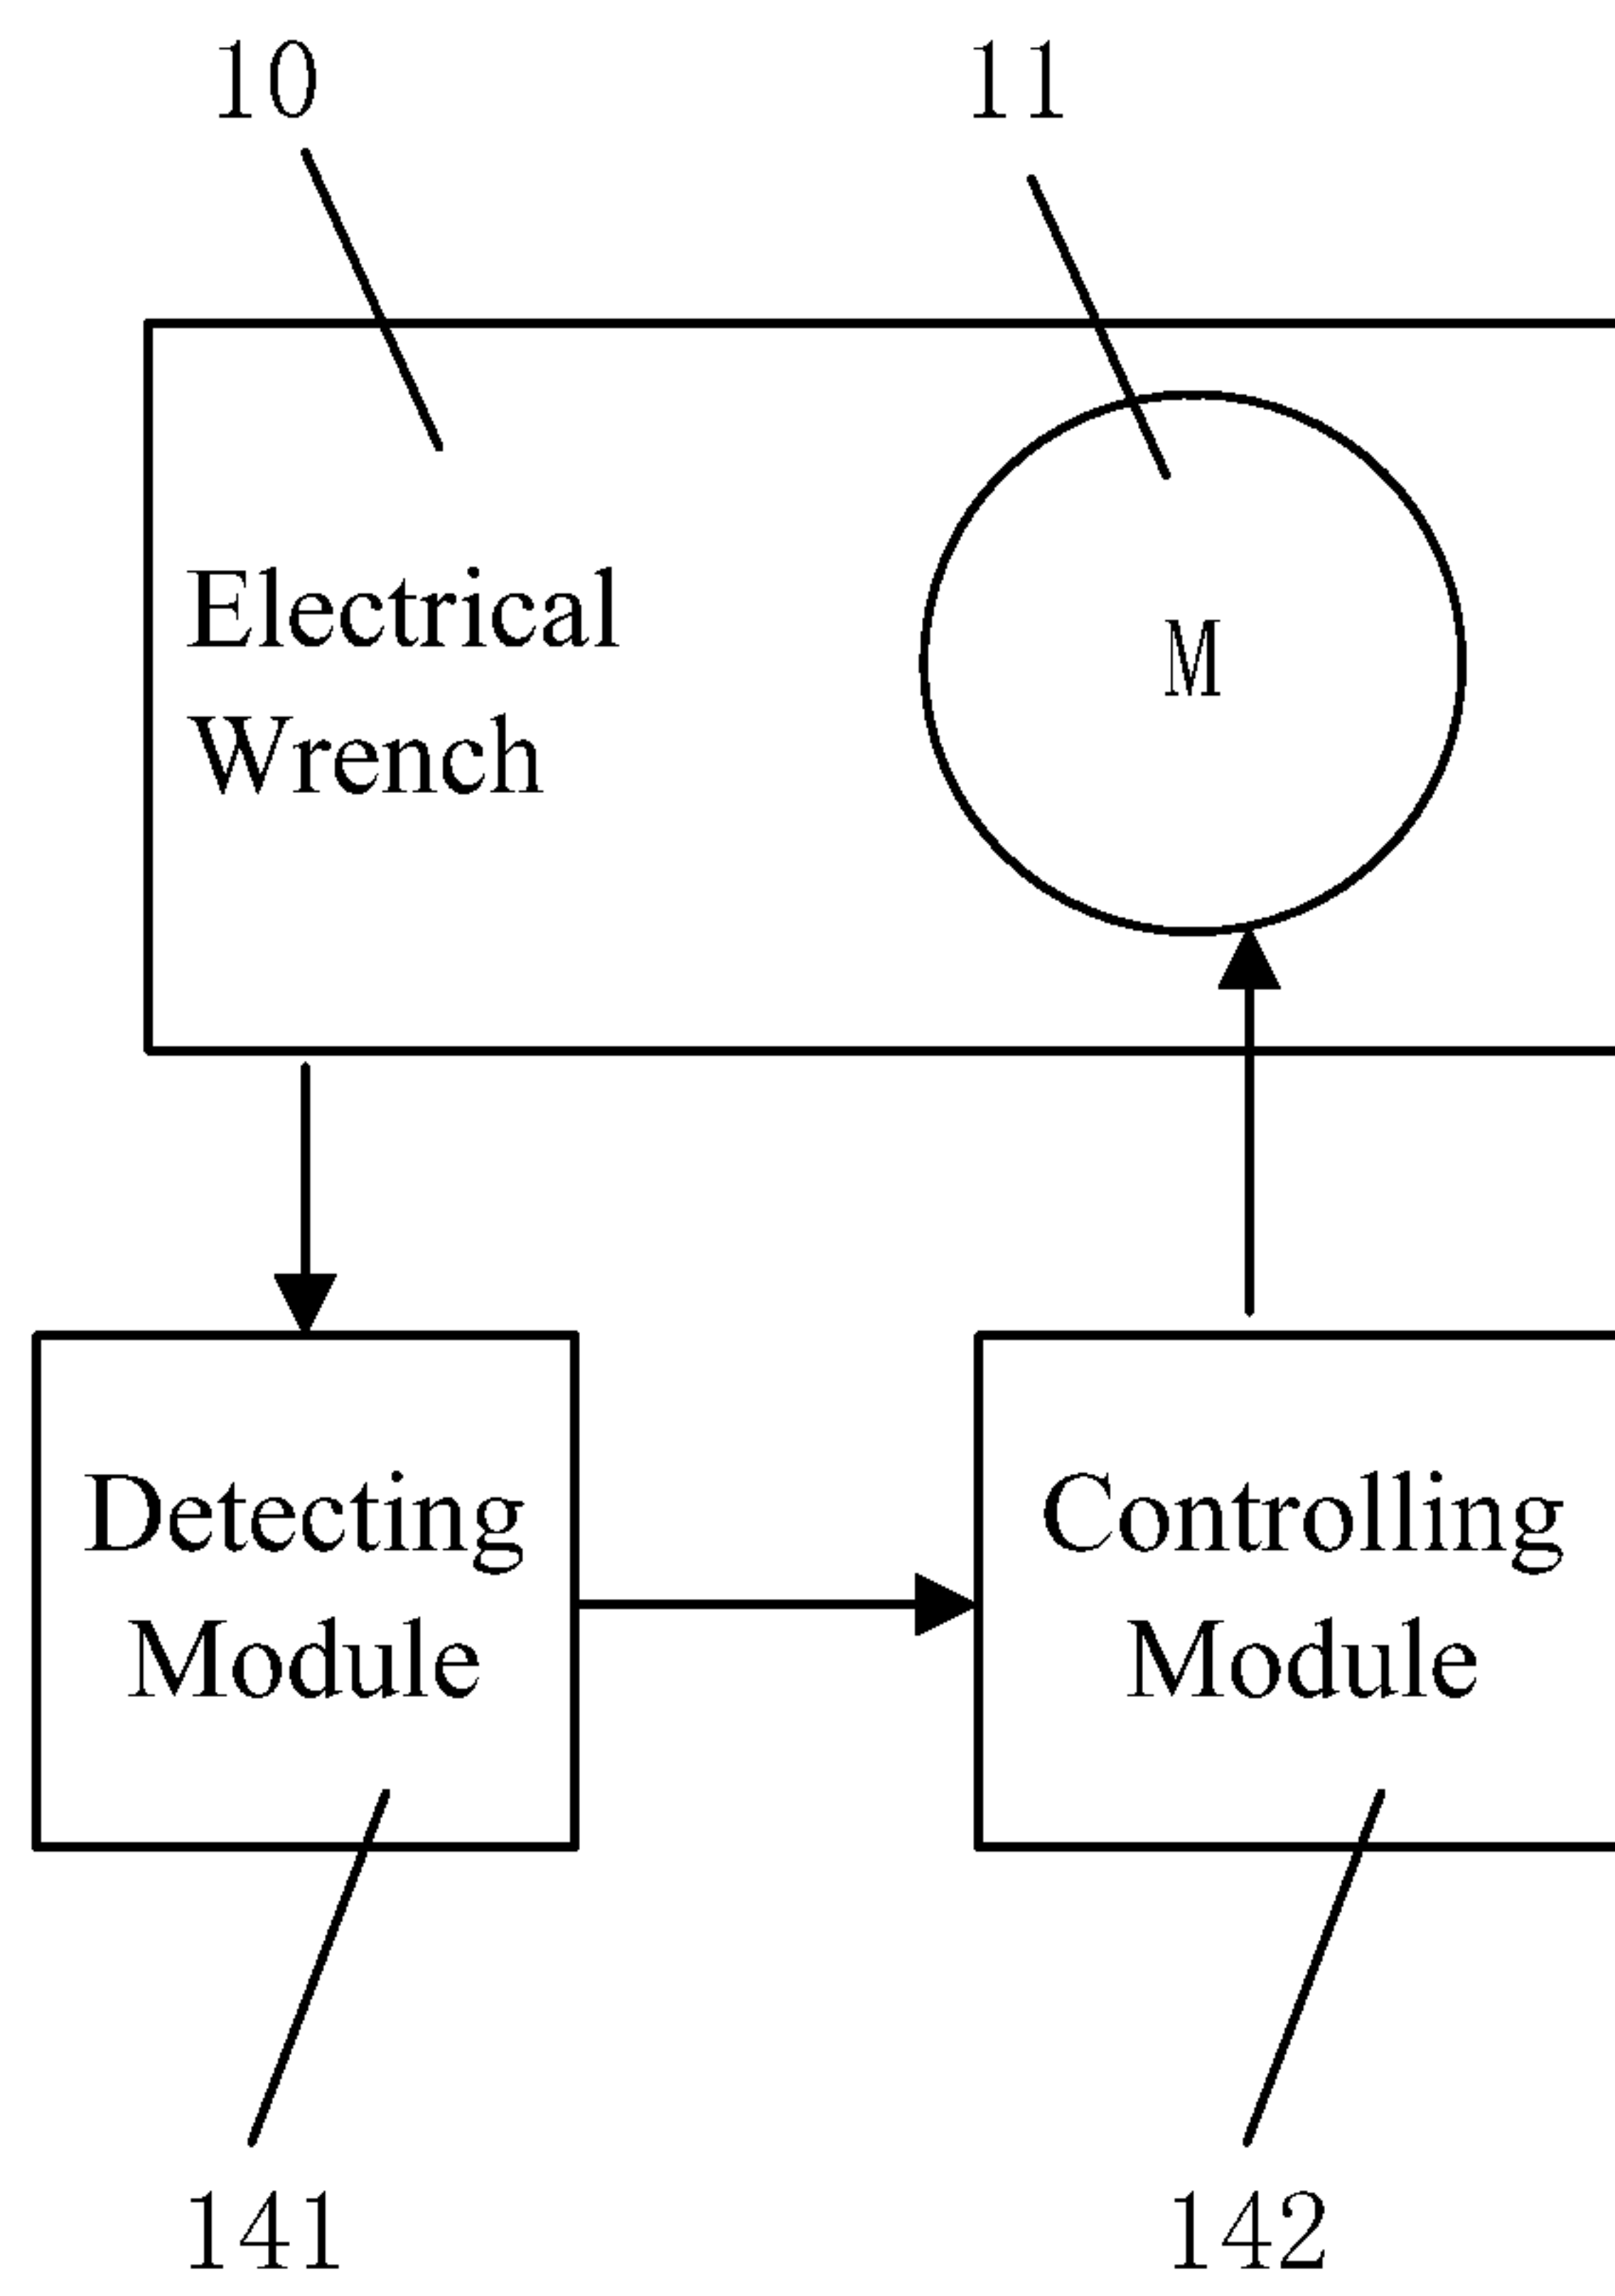 10
11
Electrical
Wrench
M
Detecting
Module
Controlling
Module
141
142